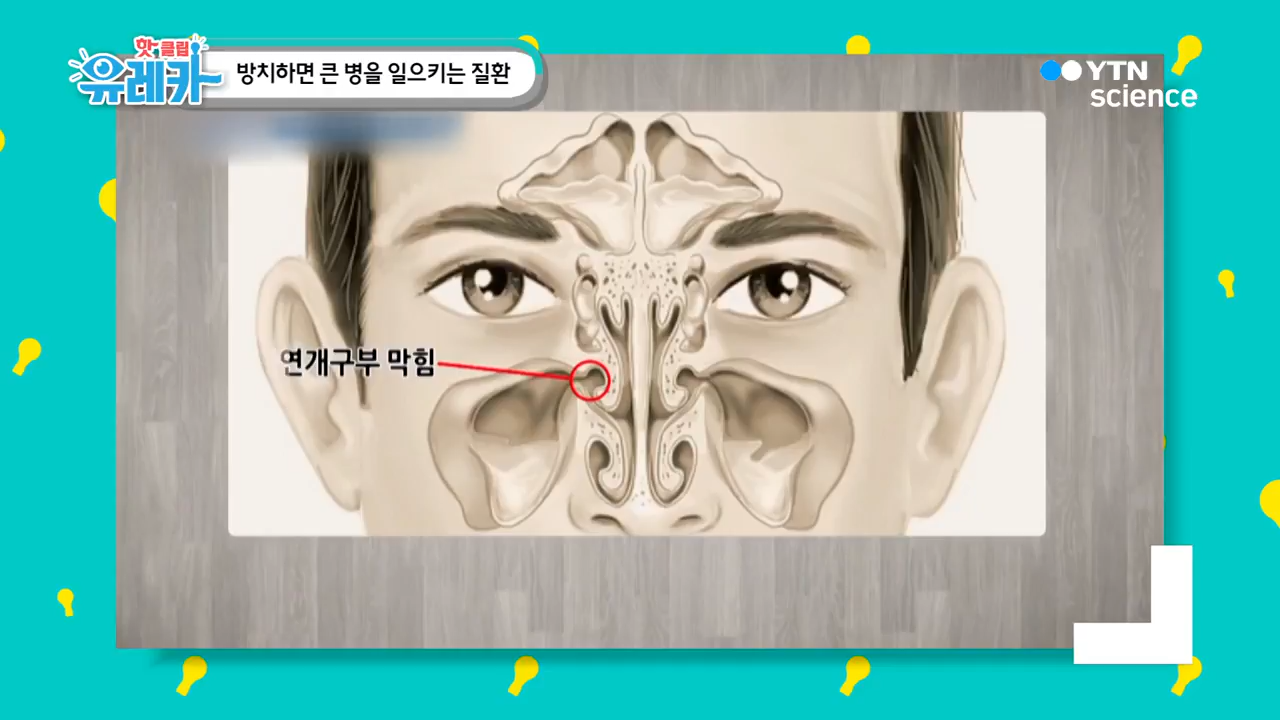 핫클립
유레카
방치하면 큰 병을 일으키는 질환
YTN
science
연개구부 막힘